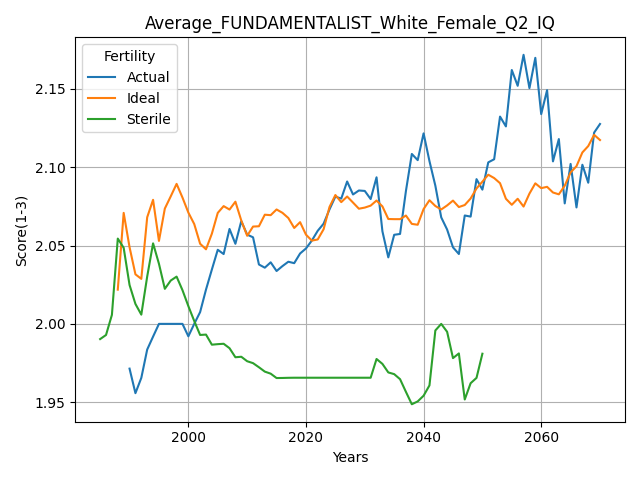 Average_FUNDAMENTALIST_White_Female_Q2_IQ
Fertility
Actual
Ideal
Sterile
Score(1-3)
2.15
2.10
2.05
2.00
1.95
2000
2020
2040
2060
Years